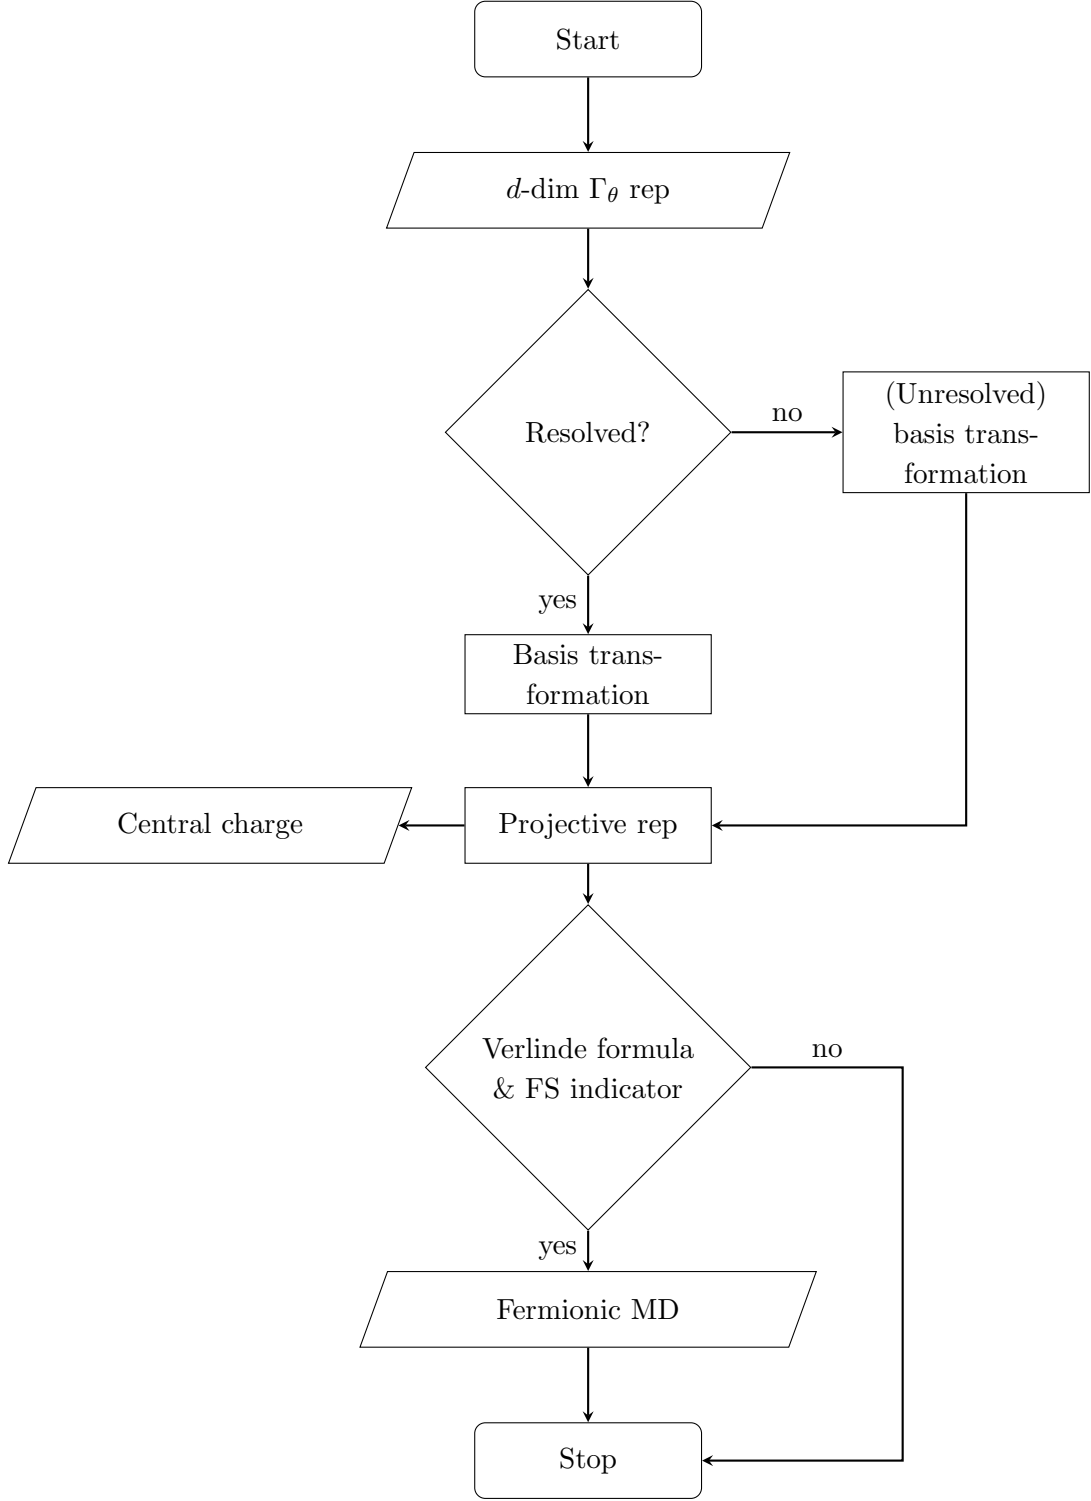 Start
d-dim Γθ rep
Resolved?
no
(Unresolved)
basis trans-
formation
yes
Basis trans-
formation
Central charge
Projective rep
Verlinde formula
& FS indicator
no
yes
Fermionic MD
Stop